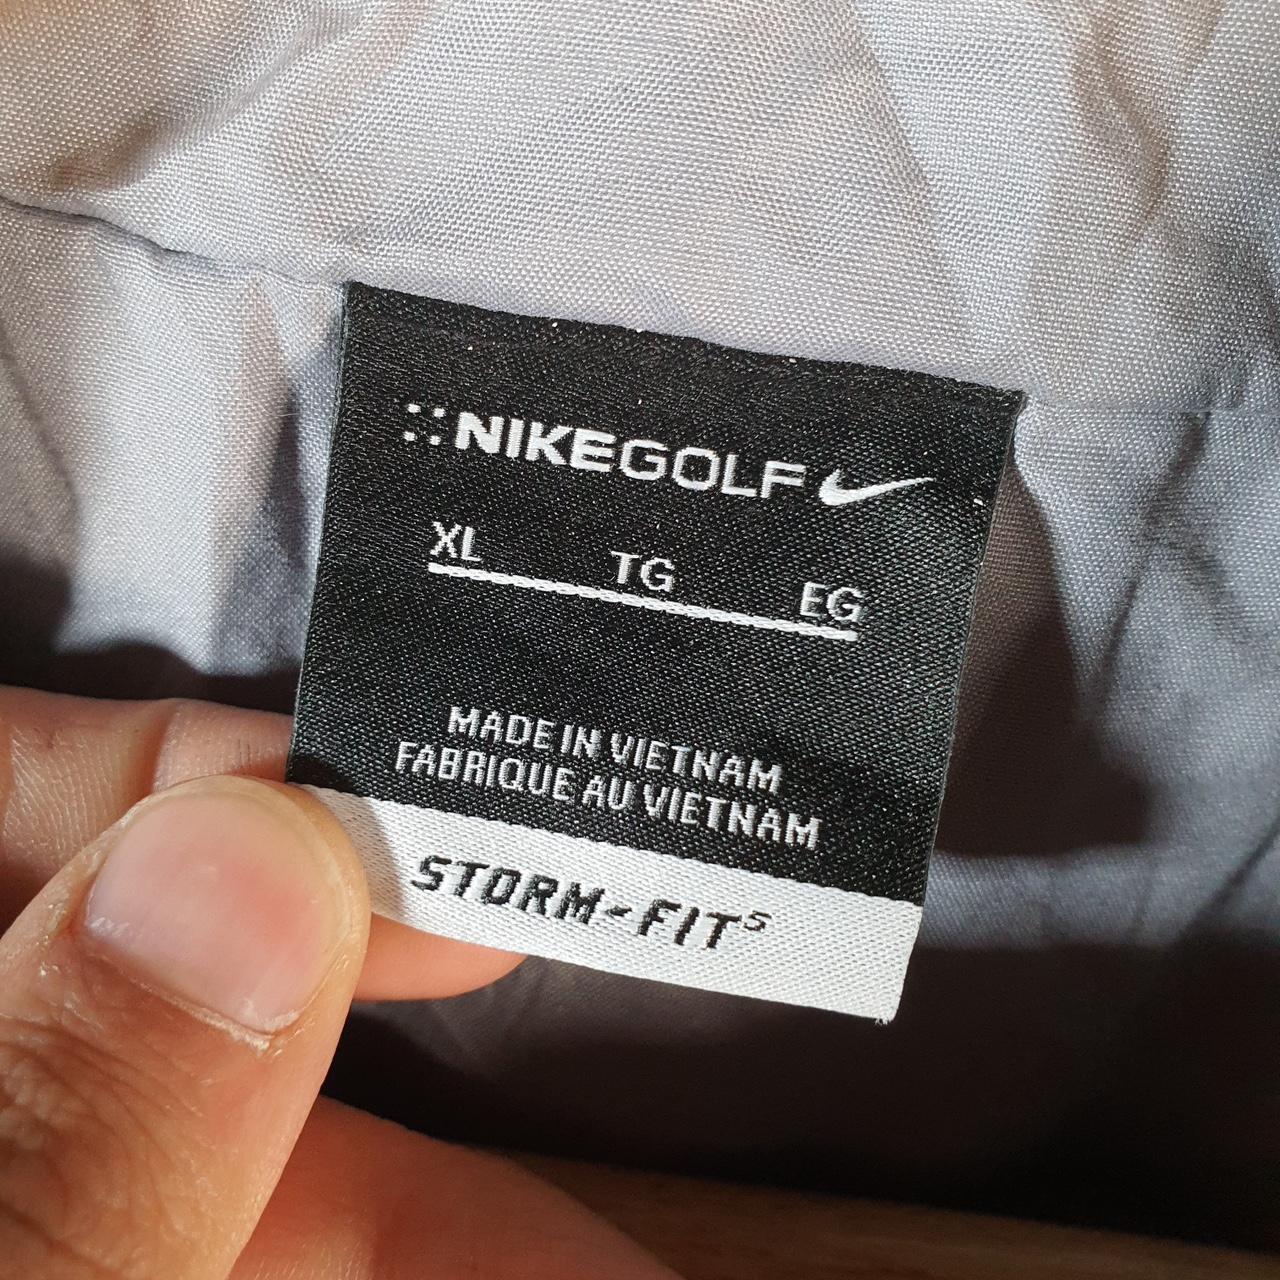 NIKEGOLF
XL TG EG
MADE IN VIETNAM
FABRIQUE AU VIETNAM
STORM-FIT5